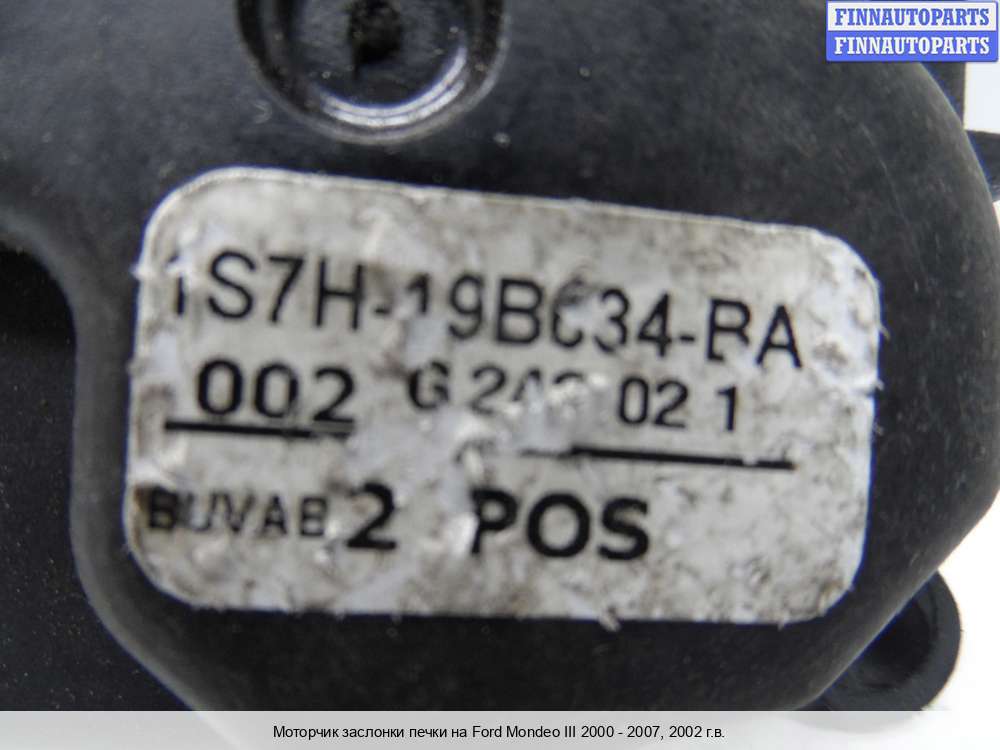 FINNAUTOPARTS
FINNAUTOPARTS
1S7H-19B634-BA
002 021
BUVAB 2 POS
Моторчик заслонки печки на Ford Mondeo III 2000 - 2007, 2002 г.в.